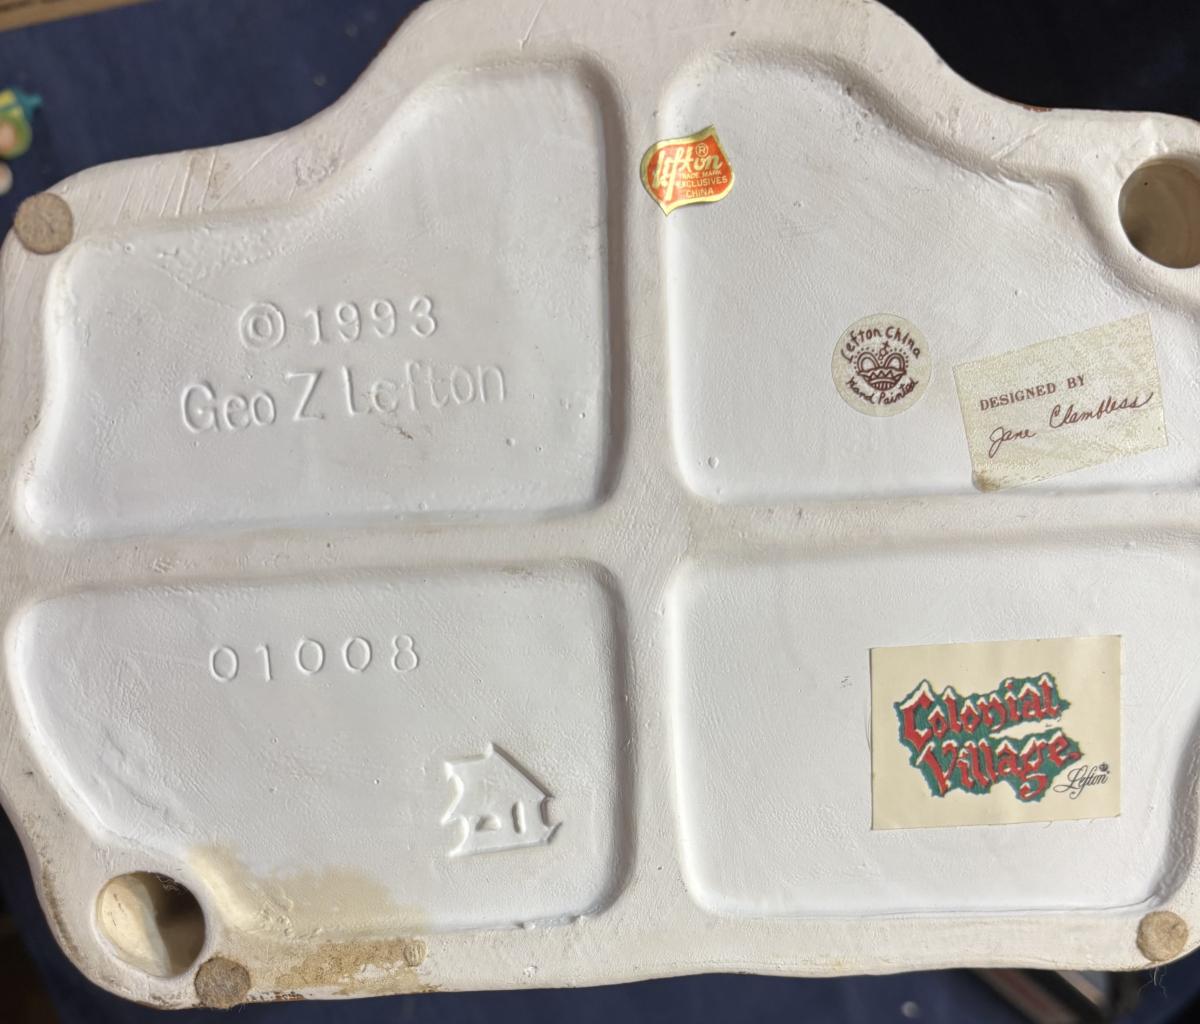 © 1993
Geo Z Lefton
Lefton®
TRADE MARK
EXCLUSIVES
CHINA
Lefton China
Hand Painted
DESIGNED BY
Jane Clambless
01008
Colonial
Village
Lefton